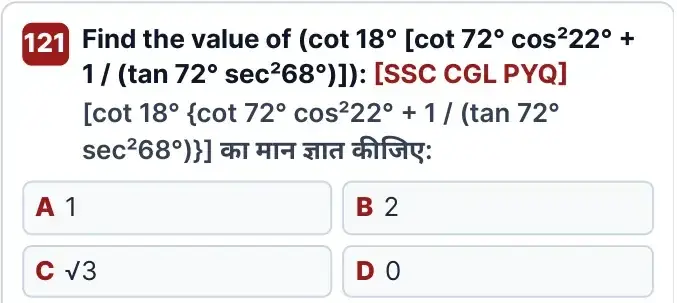 121 Find the value of (cot 18° [cot 72° cos²22° +
1 / (tan 72° sec²68°)]): [SSC CGL PYQ]
[cot 18° {cot 72° cos²22° + 1 / (tan 72°
sec²68°)}] का मान ज्ञात कीजिए:
A 1
B 2
C √3
D 0